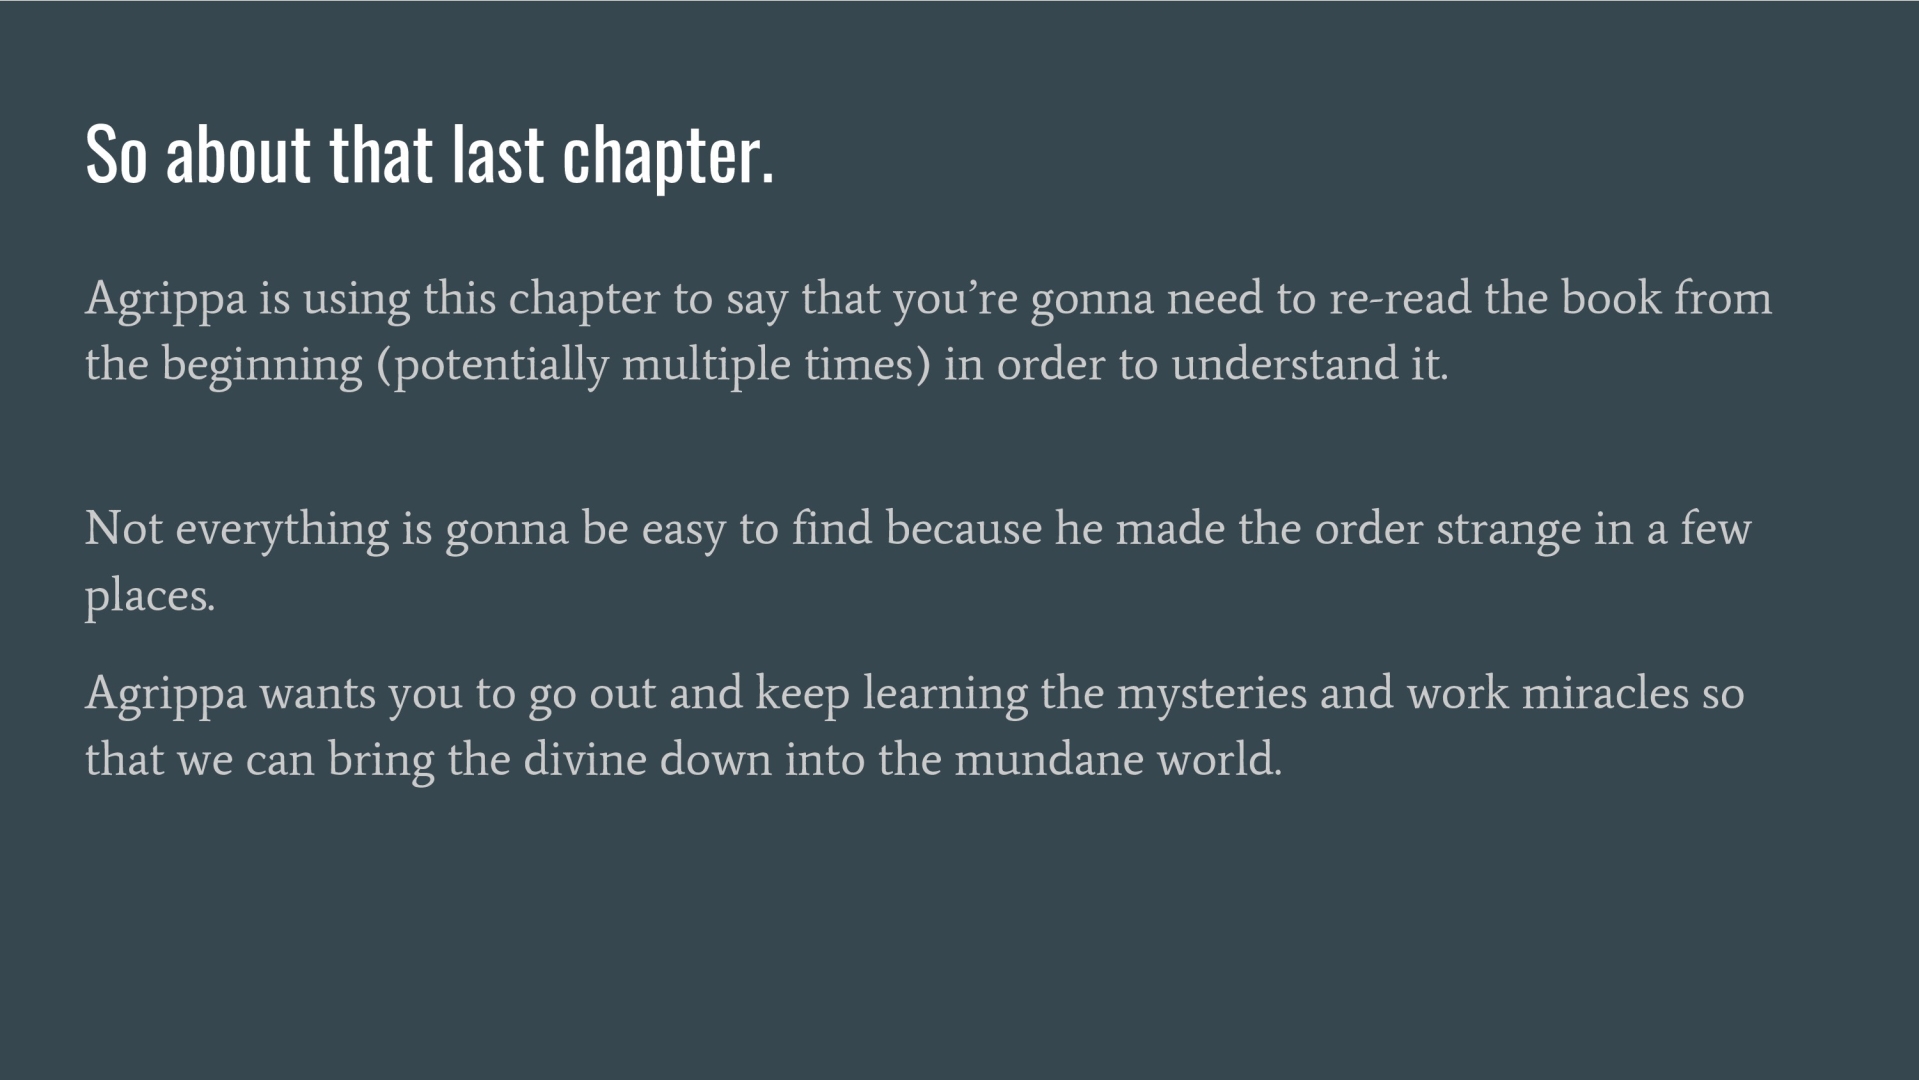 So about that last chapter.
Agrippa is using this chapter to say that you’re gonna need to re-read the book from
the beginning (potentially multiple times) in order to understand it.
Not everything is gonna be easy to find because he made the order strange in a few
places.
Agrippa wants you to go out and keep learning the mysteries and work miracles so
that we can bring the divine down into the mundane world.